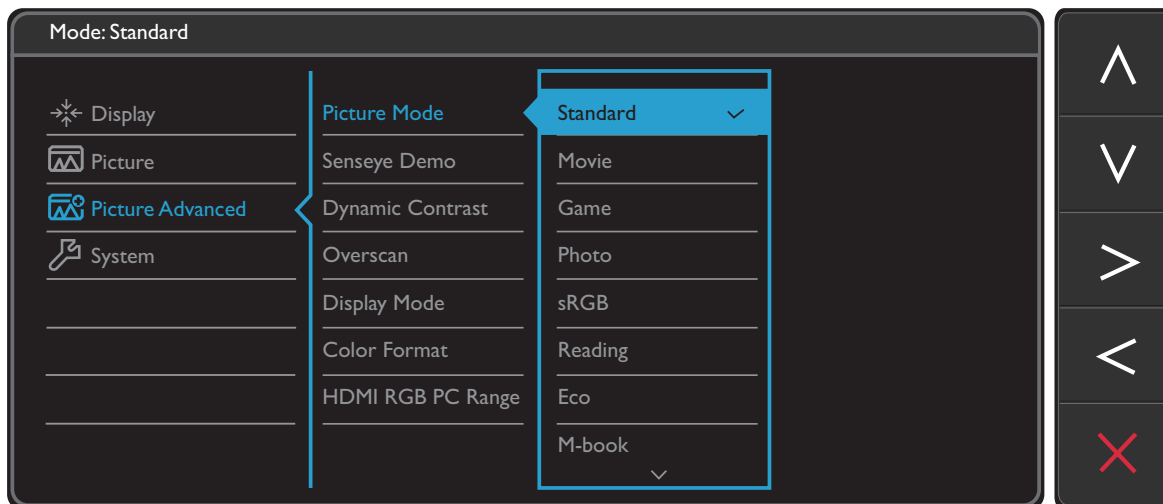 Mode: Standard
Display
Picture
Picture Advanced
System
Picture Mode
Senseye Demo
Dynamic Contrast
Overscan
Display Mode
Color Format
HDMI RGB PC Range
Standard
Movie
Game
Photo
sRGB
Reading
Eco
M-book